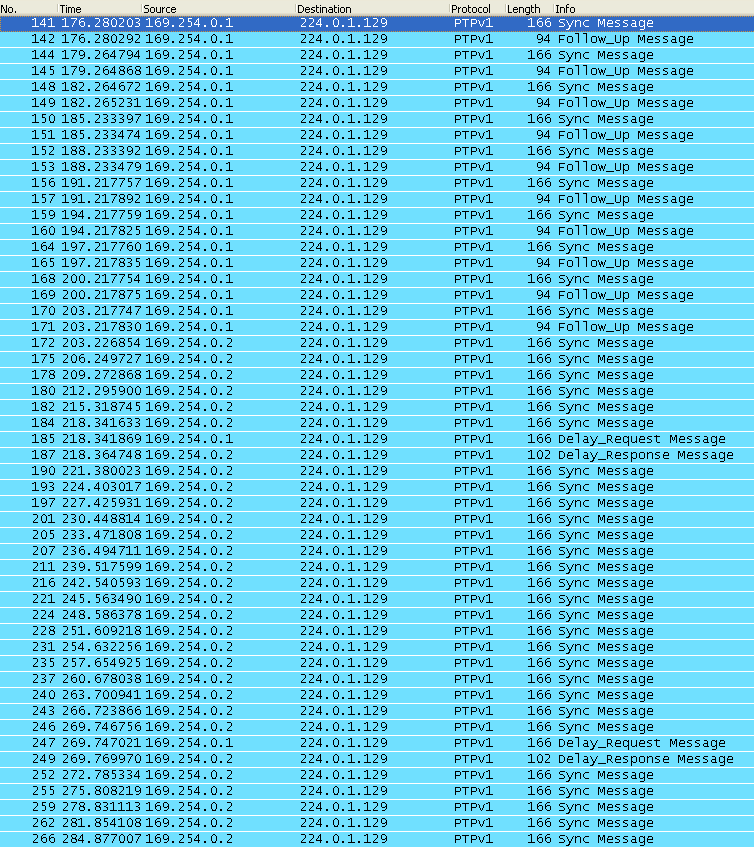 No. Time Source Destination Protocol Length Info
141 176.280203 169.254.0.1 224.0.1.129 PTPv1 166 Sync Message
142 176.280292 169.254.0.1 224.0.1.129 PTPv1 94 Follow_Up Message
144 179.264794 169.254.0.1 224.0.1.129 PTPv1 166 Sync Message
145 179.264868 169.254.0.1 224.0.1.129 PTPv1 94 Follow_Up Message
148 182.264672 169.254.0.1 224.0.1.129 PTPv1 166 Sync Message
149 182.265231 169.254.0.1 224.0.1.129 PTPv1 94 Follow_Up Message
150 185.233397 169.254.0.1 224.0.1.129 PTPv1 166 Sync Message
151 185.233474 169.254.0.1 224.0.1.129 PTPv1 94 Follow_Up Message
152 188.233392 169.254.0.1 224.0.1.129 PTPv1 166 Sync Message
153 188.233479 169.254.0.1 224.0.1.129 PTPv1 94 Follow_Up Message
156 191.217757 169.254.0.1 224.0.1.129 PTPv1 166 Sync Message
157 191.217892 169.254.0.1 224.0.1.129 PTPv1 94 Follow_Up Message
159 194.217759 169.254.0.1 224.0.1.129 PTPv1 166 Sync Message
160 194.217825 169.254.0.1 224.0.1.129 PTPv1 94 Follow_Up Message
164 197.217760 169.254.0.1 224.0.1.129 PTPv1 166 Sync Message
165 197.217835 169.254.0.1 224.0.1.129 PTPv1 94 Follow_Up Message
168 200.217754 169.254.0.1 224.0.1.129 PTPv1 166 Sync Message
169 200.217875 169.254.0.1 224.0.1.129 PTPv1 94 Follow_Up Message
170 203.217747 169.254.0.1 224.0.1.129 PTPv1 166 Sync Message
171 203.217830 169.254.0.1 224.0.1.129 PTPv1 94 Follow_Up Message
172 203.226854 169.254.0.2 224.0.1.129 PTPv1 166 Sync Message
175 206.249727 169.254.0.2 224.0.1.129 PTPv1 166 Sync Message
178 209.272868 169.254.0.2 224.0.1.129 PTPv1 166 Sync Message
180 212.295900 169.254.0.2 224.0.1.129 PTPv1 166 Sync Message
182 215.318745 169.254.0.2 224.0.1.129 PTPv1 166 Sync Message
184 218.341633 169.254.0.2 224.0.1.129 PTPv1 166 Sync Message
185 218.341869 169.254.0.1 224.0.1.129 PTPv1 166 Delay_Request Message
187 218.364748 169.254.0.2 224.0.1.129 PTPv1 102 Delay_Response Message
190 221.380023 169.254.0.2 224.0.1.129 PTPv1 166 Sync Message
193 224.403017 169.254.0.2 224.0.1.129 PTPv1 166 Sync Message
197 227.425931 169.254.0.2 224.0.1.129 PTPv1 166 Sync Message
201 230.448814 169.254.0.2 224.0.1.129 PTPv1 166 Sync Message
205 233.471808 169.254.0.2 224.0.1.129 PTPv1 166 Sync Message
207 236.494711 169.254.0.2 224.0.1.129 PTPv1 166 Sync Message
211 239.517599 169.254.0.2 224.0.1.129 PTPv1 166 Sync Message
216 242.540593 169.254.0.2 224.0.1.129 PTPv1 166 Sync Message
221 245.563490 169.254.0.2 224.0.1.129 PTPv1 166 Sync Message
224 248.586378 169.254.0.2 224.0.1.129 PTPv1 166 Sync Message
228 251.609218 169.254.0.2 224.0.1.129 PTPv1 166 Sync Message
231 254.632256 169.254.0.2 224.0.1.129 PTPv1 166 Sync Message
235 257.654925 169.254.0.2 224.0.1.129 PTPv1 166 Sync Message
237 260.678038 169.254.0.2 224.0.1.129 PTPv1 166 Sync Message
240 263.700941 169.254.0.2 224.0.1.129 PTPv1 166 Sync Message
243 266.723866 169.254.0.2 224.0.1.129 PTPv1 166 Sync Message
246 269.746756 169.254.0.2 224.0.1.129 PTPv1 166 Sync Message
247 269.747021 169.254.0.1 224.0.1.129 PTPv1 166 Delay_Request Message
249 269.769970 169.254.0.2 224.0.1.129 PTPv1 102 Delay_Response Message
252 272.785334 169.254.0.2 224.0.1.129 PTPv1 166 Sync Message
255 275.808219 169.254.0.2 224.0.1.129 PTPv1 166 Sync Message
259 278.831113 169.254.0.2 224.0.1.129 PTPv1 166 Sync Message
262 281.854108 169.254.0.2 224.0.1.129 PTPv1 166 Sync Message
266 284.877007 169.254.0.2 224.0.1.129 PTPv1 166 Sync Message